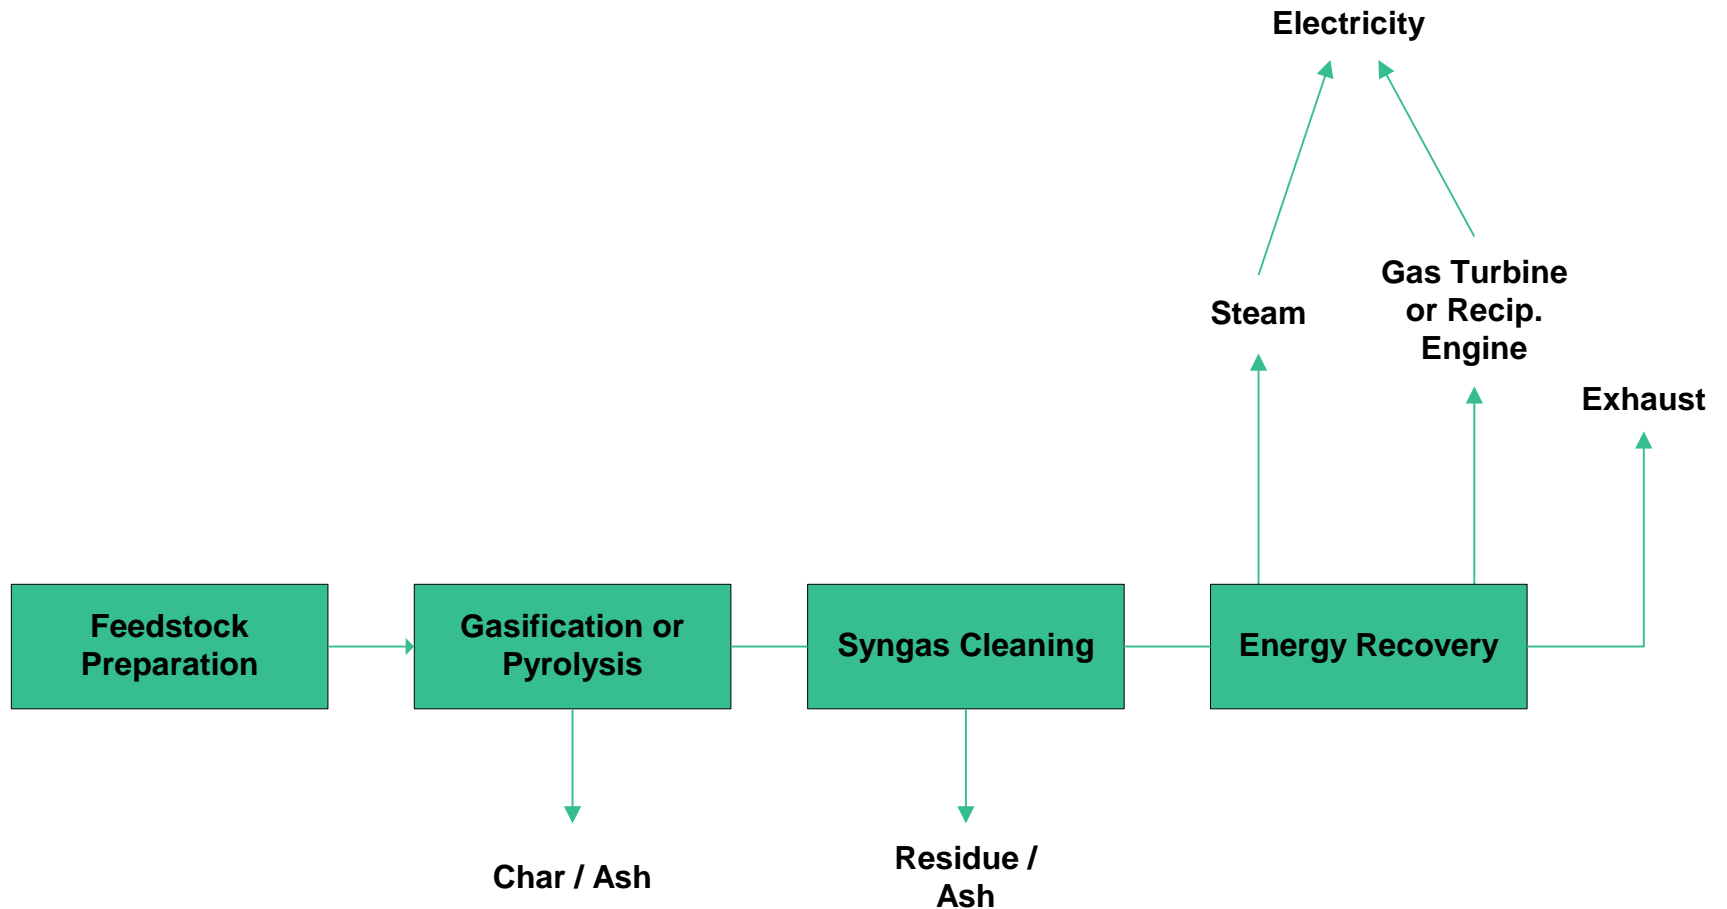 Electricity
Gas Turbine
or Recip.
Engine
Steam
Exhaust
Feedstock
Preparation
Gasification or
Pyrolysis
Syngas Cleaning
Energy Recovery
Char / Ash
Residue /
Ash